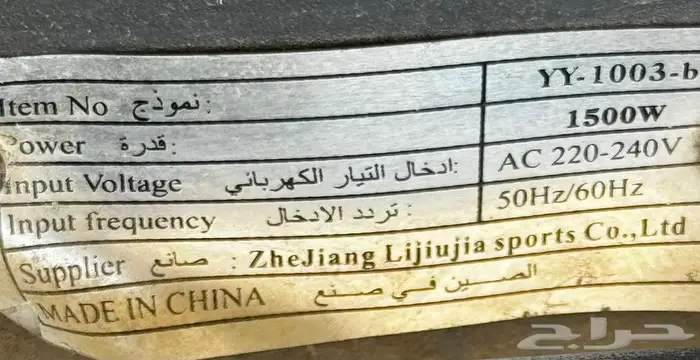 Item No نموذج: YY-1003-b
Power قدرة: 1500W
Input Voltage ادخال التيار الكهربائي: AC 220-240V
Input frequency تردد الادخال: 50Hz/60Hz
Supplier صانع : ZheJiang Lijiujia sports Co.,Ltd
MADE IN CHINA الصين في صنع
حراج